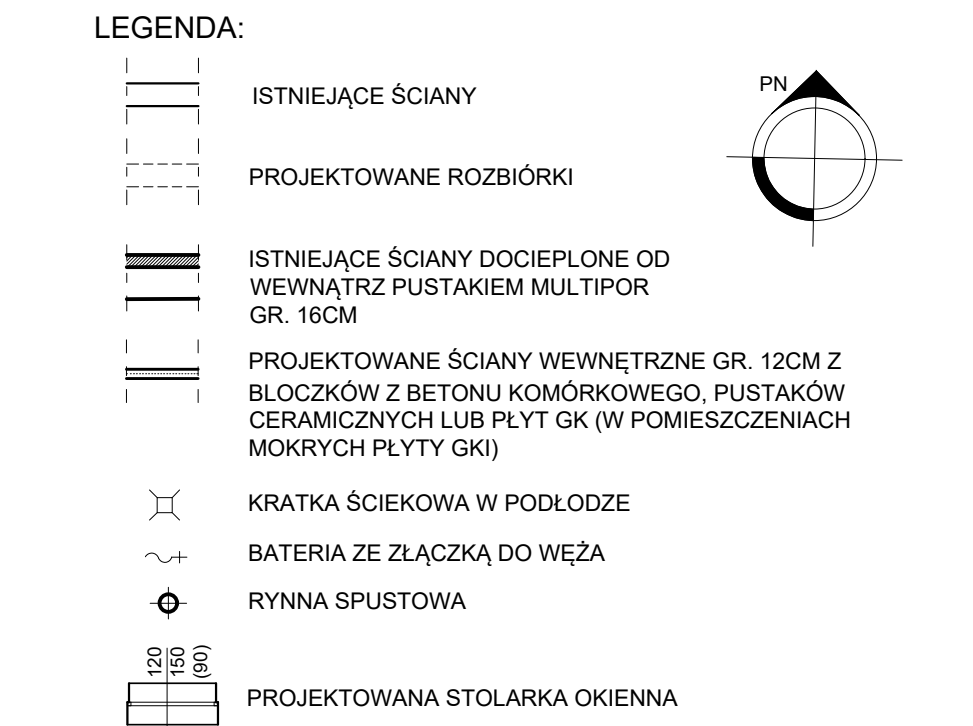 LEGENDA:
PN
ISTNIEJĄCE ŚCIANY
PROJEKTOWANE ROZBIÓRKI
ISTNIEJĄCE ŚCIANY DOCIEPLONE OD
WEWNĄTRZ PUSTAKIEM MULTIPOR
GR. 16CM
PROJEKTOWANE ŚCIANY WEWNĘTRZNE GR. 12CM Z
BLOCZKÓW Z BETONU KOMÓRKOWEGO, PUSTAKÓW
CERAMICZNYCH LUB PŁYT GK (W POMIESZCZENIACH
MOKRYCH PŁYTY GKI)
KRATKA ŚCIEKOWA W PODŁODZE
BATERIA ZE ZŁĄCZKĄ DO WĘŻA
RYNNA SPUSTOWA
120
150
(90)
PROJEKTOWANA STOLARKA OKIENNA